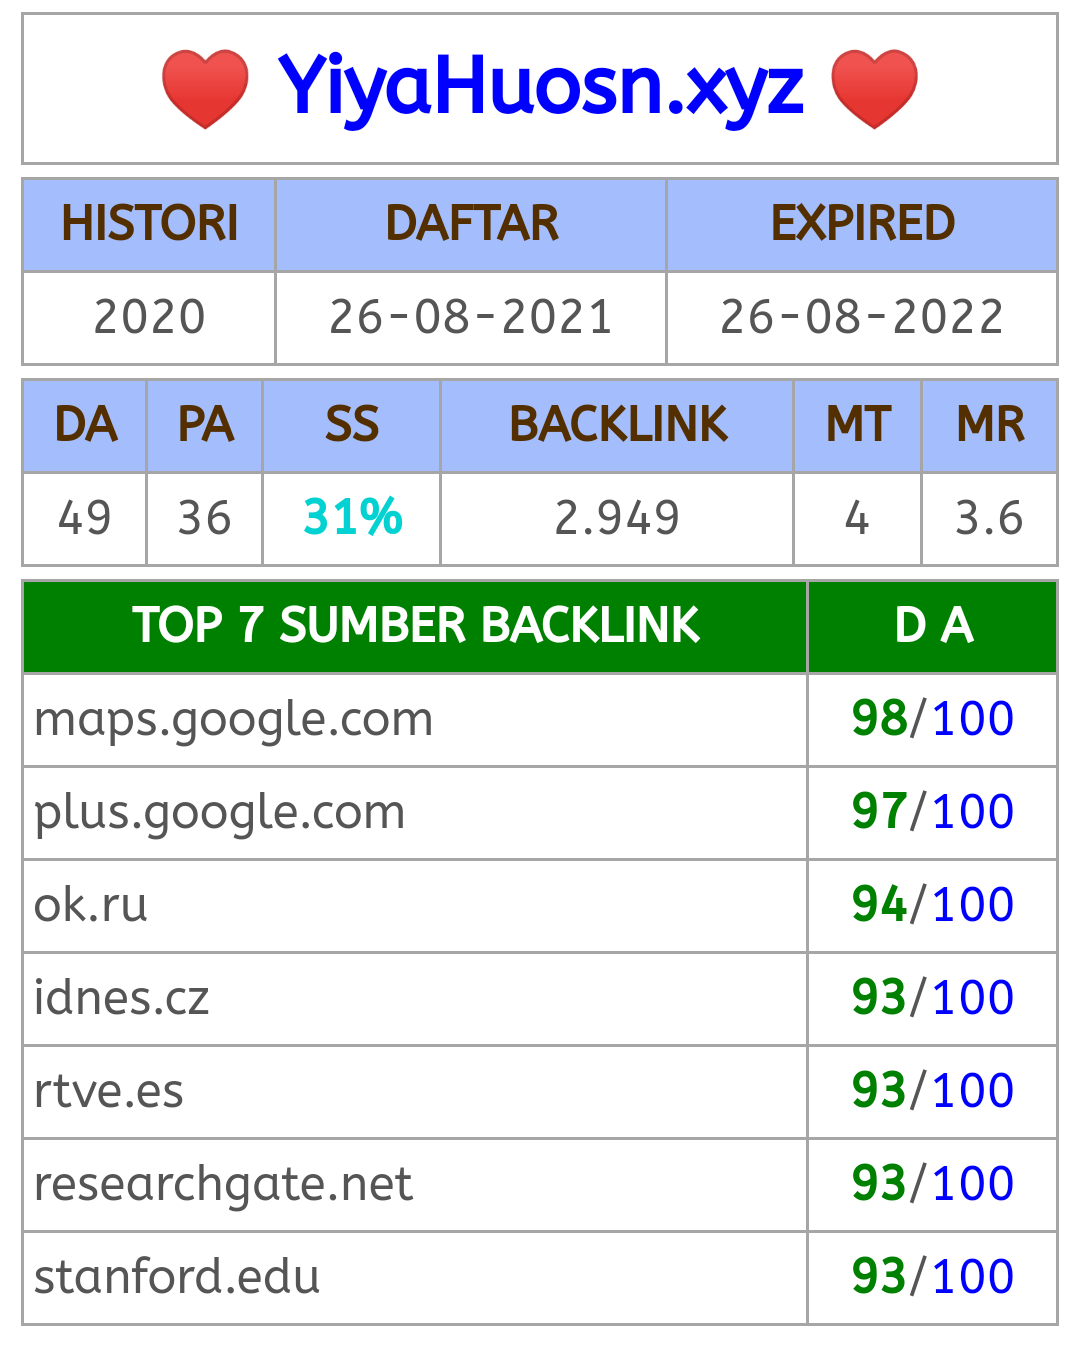 ❤️ YiyaHuosn.xyz ❤️
HISTORI DAFTAR EXPIRED
2020 26-08-2021 26-08-2022
DA PA SS BACKLINK MT MR
49 36 31% 2.949 4 3.6
TOP 7 SUMBER BACKLINK D A
maps.google.com 98/100
plus.google.com 97/100
ok.ru 94/100
idnes.cz 93/100
rtve.es 93/100
researchgate.net 93/100
stanford.edu 93/100